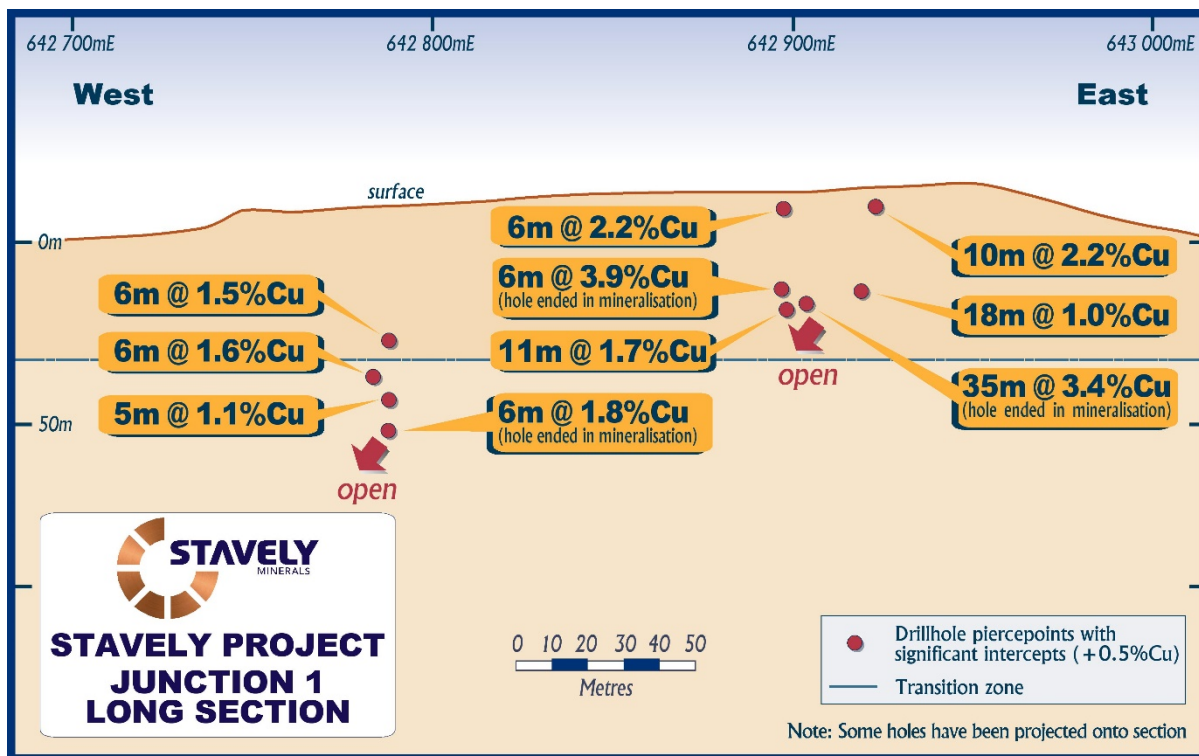 642 700mE
642 800mE
642 900mE
643 000mE
West
East
surface
0m
6m @ 2.2%Cu
10m @ 2.2%Cu
6m @ 3.9%Cu
(hole ended in mineralisation)
6m @ 1.5%Cu
18m @ 1.0%Cu
6m @ 1.6%Cu
11m @ 1.7%Cu
open
35m @ 3.4%Cu
(hole ended in mineralisation)
5m @ 1.1%Cu
6m @ 1.8%Cu
(hole ended in mineralisation)
50m
open
STAVELY
MINERALS
STAVELY PROJECT
JUNCTION 1
LONG SECTION
0 10 20 30 40 50
Metres
Drillhole piercepoints with
significant intercepts (+0.5%Cu)
Transition zone
Note: Some holes have been projected onto section